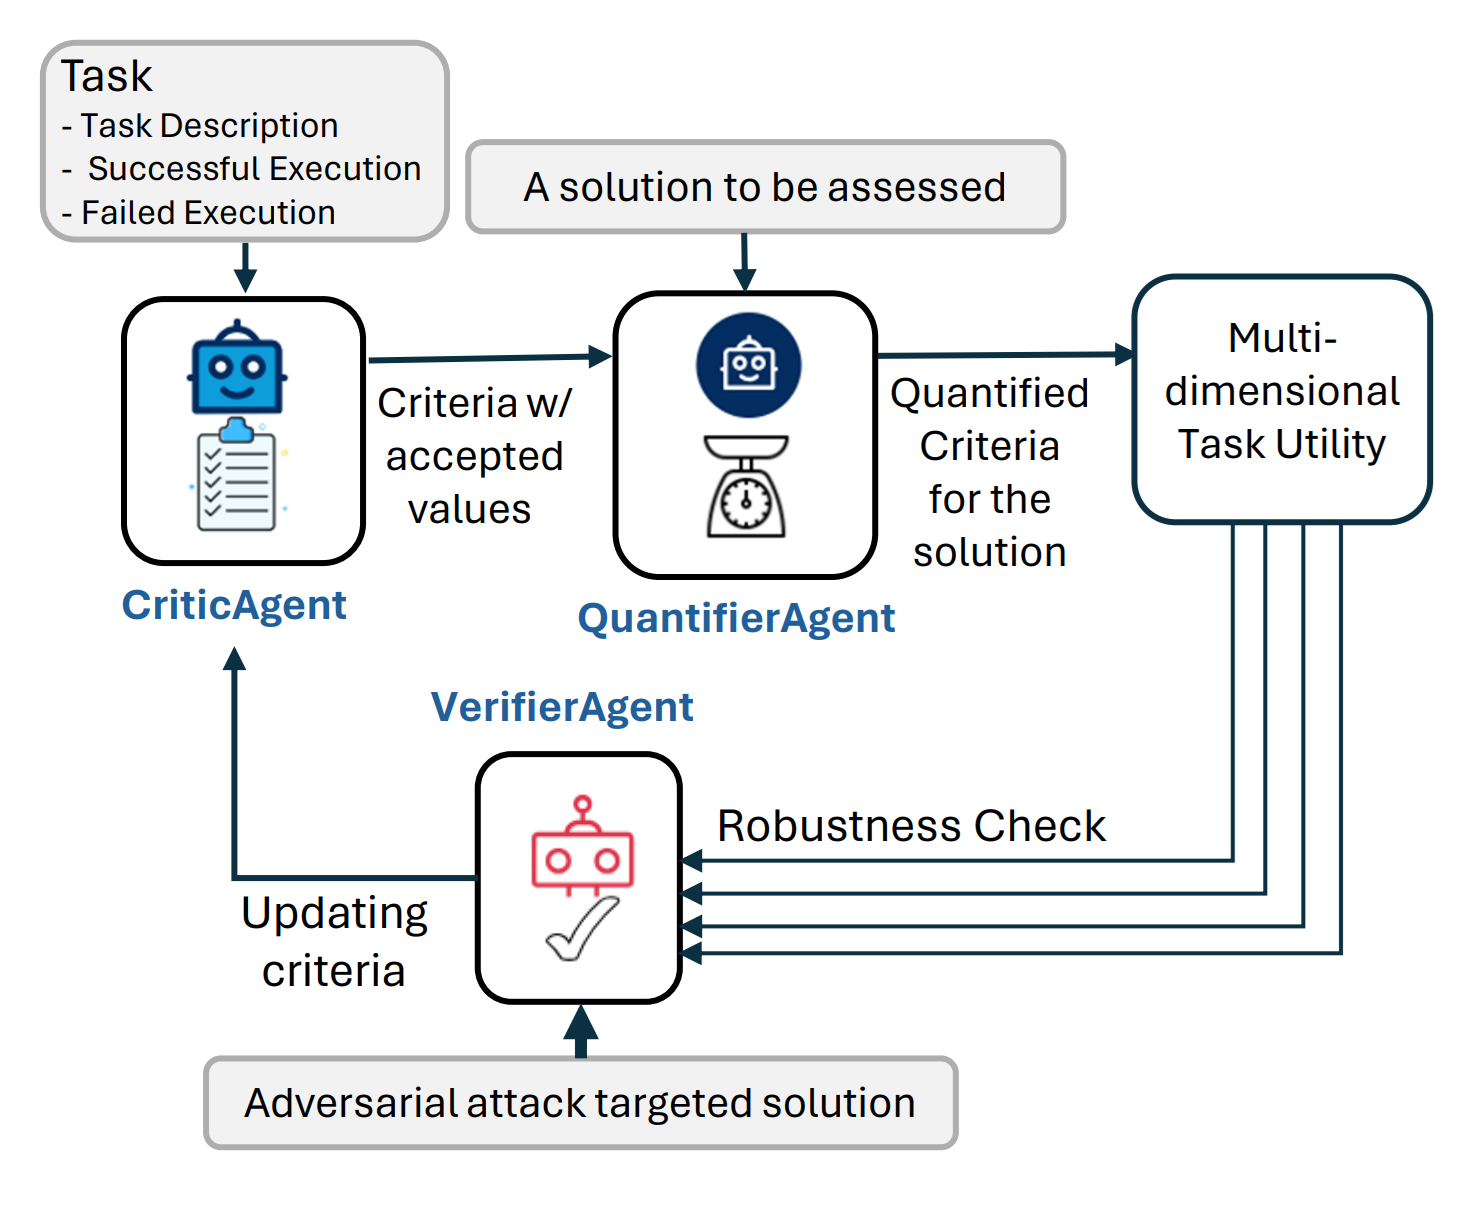 Task
- Task Description
- Successful Execution
- Failed Execution
A solution to be assessed
Criteria w/
accepted
values
Quantified
Criteria
for the
solution
Multi-
dimensional
Task Utility
CriticAgent
QuantifierAgent
VerifierAgent
Robustness Check
Updating
criteria
Adversarial attack targeted solution